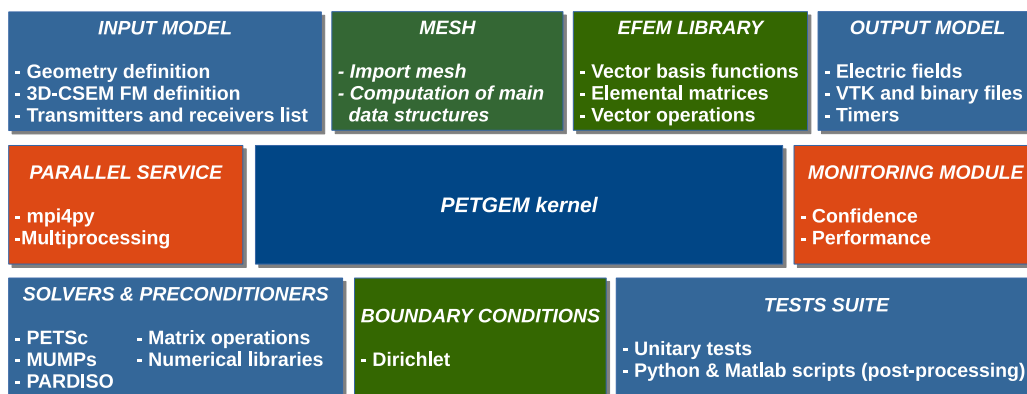 INPUT MODEL
- Geometry definition
- 3D-CSEM FM definition
- Transmitters and receivers list
MESH
- Import mesh
- Computation of main
data structures
EFEM LIBRARY
- Vector basis functions
- Elemental matrices
- Vector operations
OUTPUT MODEL
- Electric fields
- VTK and binary files
- Timers
PARALLEL SERVICE
- mpi4py
-Multiprocessing
PETGEM kernel
MONITORING MODULE
- Confidence
- Performance
SOLVERS & PRECONDITIONERS
- PETSc - Matrix operations
- MUMPs - Numerical libraries
- PARDISO
BOUNDARY CONDITIONS
- Dirichlet
TESTS SUITE
- Unitary tests
- Python & Matlab scripts (post-processing)